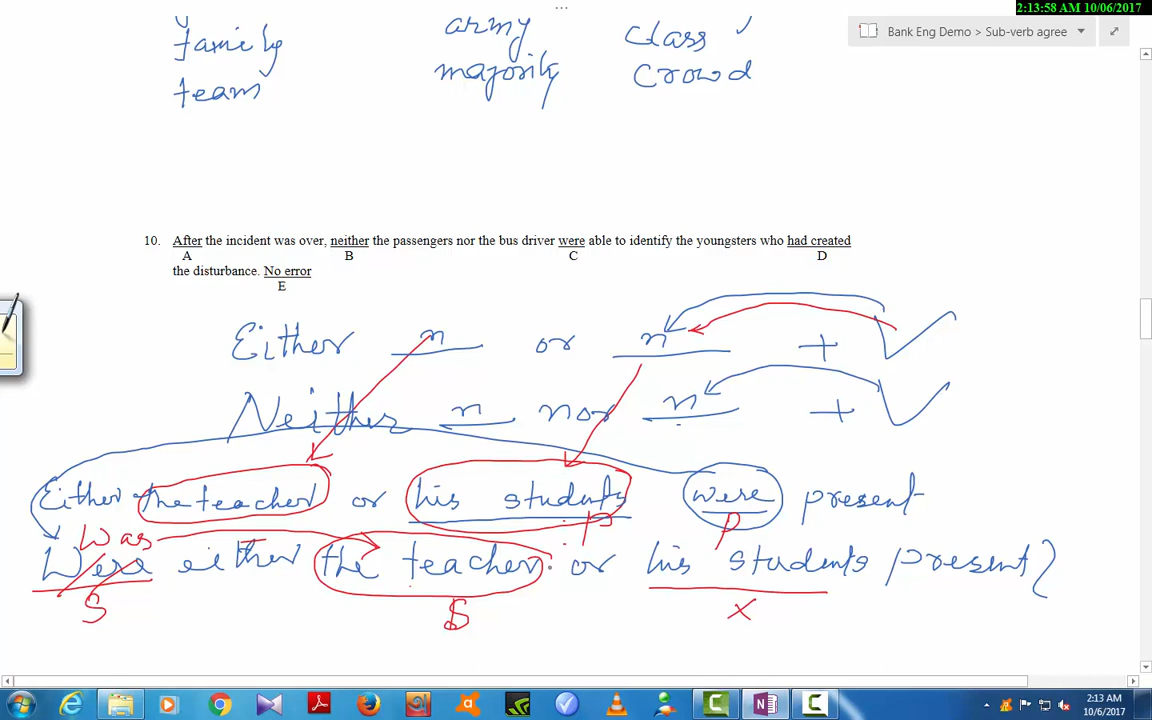 2:13:58 AM 10/06/2017
Bank Eng Demo > Sub-verb agree
family army class ✓
team majority crowd
10. After the incident was over, neither the passengers nor the bus driver were able to identify the youngsters who had created
A B C D
the disturbance. No error
E
Either n or n + ✓
Neither n nor n + ✓
Either the teacher or his students were present
P P
Was
Were either the teacher or his students present?
S S X
2:13 AM
10/6/2017